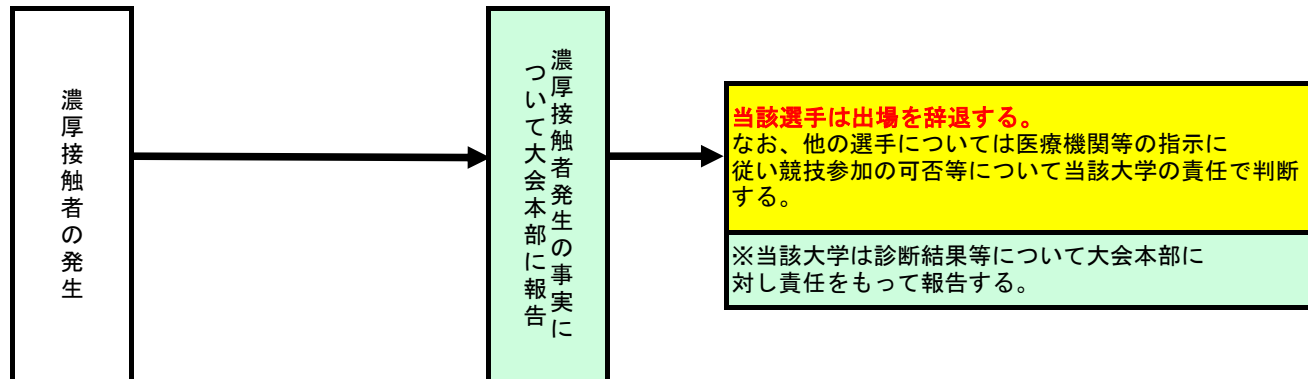 濃厚接触者の発生
濃厚接触者発生の事実に
ついて大会本部に報告
当該選手は出場を辞退する。
なお、他の選手については医療機関等の指示に
従い競技参加の可否等について当該大学の責任で判断
する。
※当該大学は診断結果等について大会本部に
対し責任をもって報告する。